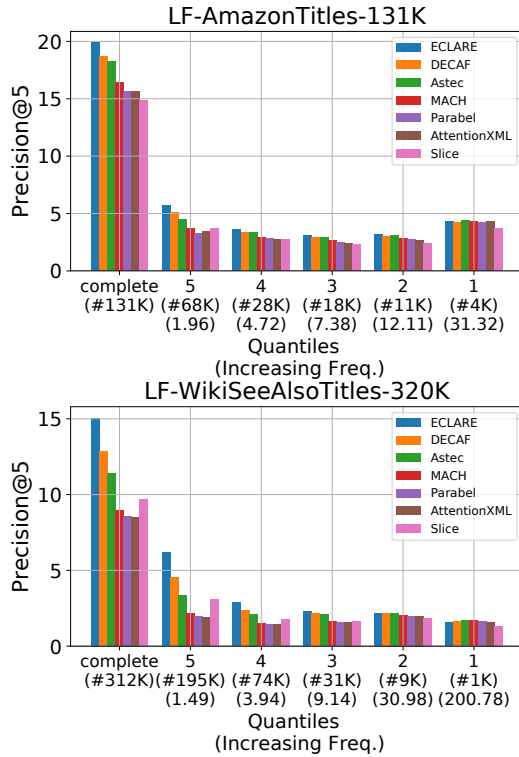 LF-AmazonTitles-131K
20
15
10
5
0
Precision@5
ECLARE
DECAF
Astec
MACH
Parabel
AttentionXML
Slice
complete 5 4 3 2 1
(#131K) (#68K) (#28K) (#18K) (#11K) (#4K)
(1.96) (4.72) (7.38) (12.11) (31.32)
Quantiles
(Increasing Freq.)
LF-WikiSeeAlsoTitles-320K
15
10
5
0
Precision@5
ECLARE
DECAF
Astec
MACH
Parabel
AttentionXML
Slice
complete 5 4 3 2 1
(#312K) (#195K) (#74K) (#31K) (#9K) (#1K)
(1.49) (3.94) (9.14) (30.98) (200.78)
Quantiles
(Increasing Freq.)